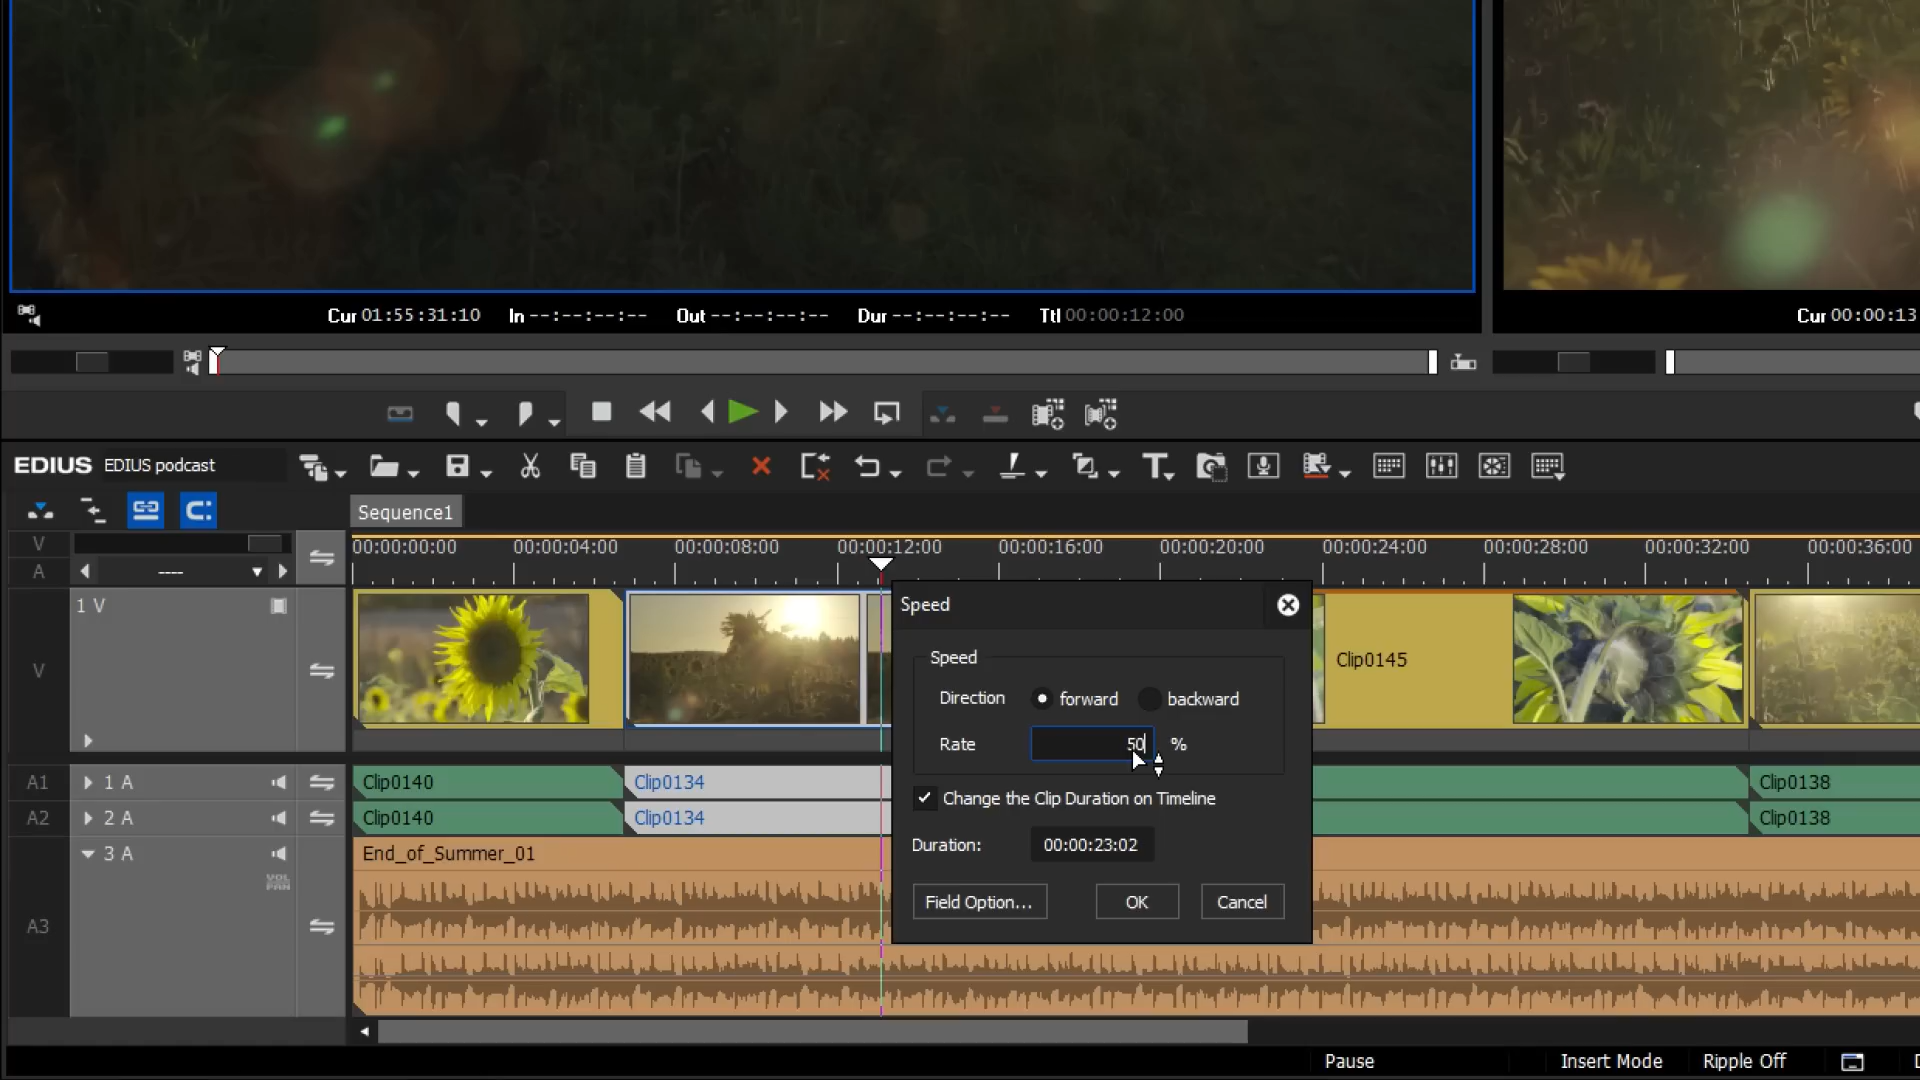 Cur 01:55:31:10 In --:--:--:-- Out --:--:--:-- Dur --:--:--:-- Ttl 00:00:12:00
Cur 00:00:13
EDIUS EDIUS podcast
Sequence1
V 00:00:00:00 00:00:04:00 00:00:08:00 00:00:12:00 00:00:16:00 00:00:20:00 00:00:24:00 00:00:28:00 00:00:32:00 00:00:36:00
A ----
1 V
V
Clip0145
Speed
Speed
Direction forward backward
Rate 50 %
Change the Clip Duration on Timeline
Duration: 00:00:23:02
Field Option... OK Cancel
A1 1 A Clip0140 Clip0134 Clip0138
A2 2 A Clip0140 Clip0134 Clip0138
3 A End_of_Summer_01
VOL
PAN
A3
Pause Insert Mode Ripple Off